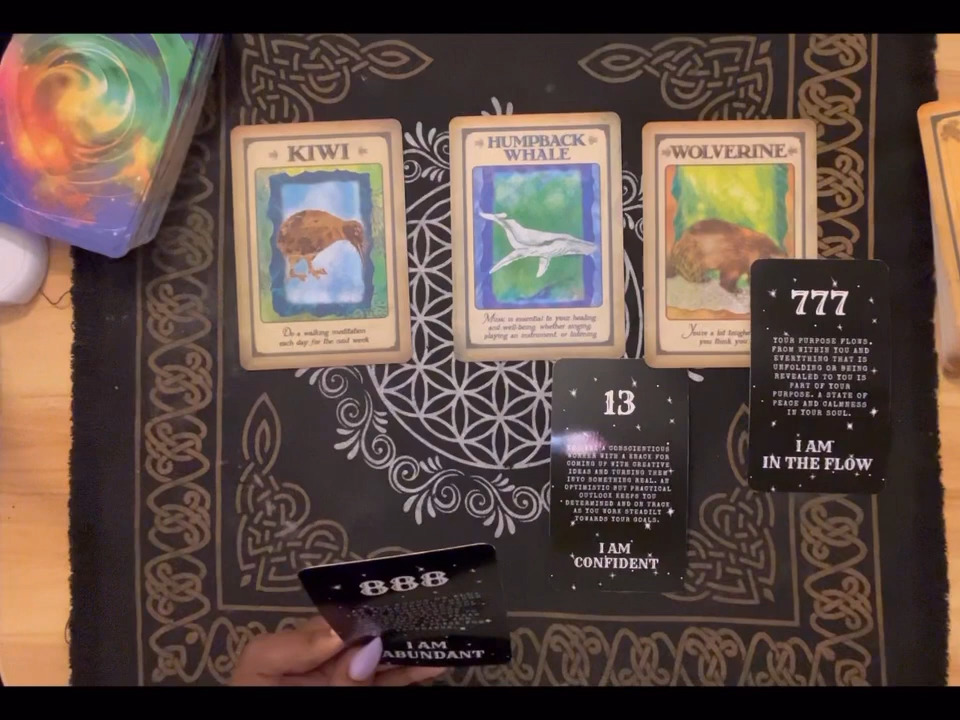 KIWI
Do a walking meditation
each day for the next week
HUMPBACK
WHALE
Music is essential to your healing
and well-being whether singing,
playing an instrument, or listening
WOLVERINE
You're a lot
you think you
777
YOUR PURPOSE FLOWS
FROM WITHIN YOU AND
EVERYTHING THAT IS
UNFOLDING OR BEING
REVEALED TO YOU IS
PART OF YOUR
PURPOSE. A STATE OF
PEACE AND CALMNESS
IN YOUR SOUL.
I AM
IN THE FLOW
13
A CONSCIENTIOUS
WORKER WITH A KNACK FOR
COMING UP WITH CREATIVE
IDEAS AND TURNING THEM
INTO SOMETHING REAL. AN
OPTIMISTIC BUT PRACTICAL
OUTLOOK KEEPS YOU
DETERMINED AND ON TRACK
AS YOU WORK STEADILY
TOWARDS YOUR GOALS.
I AM
CONFIDENT
888
I AM
ABUNDANT